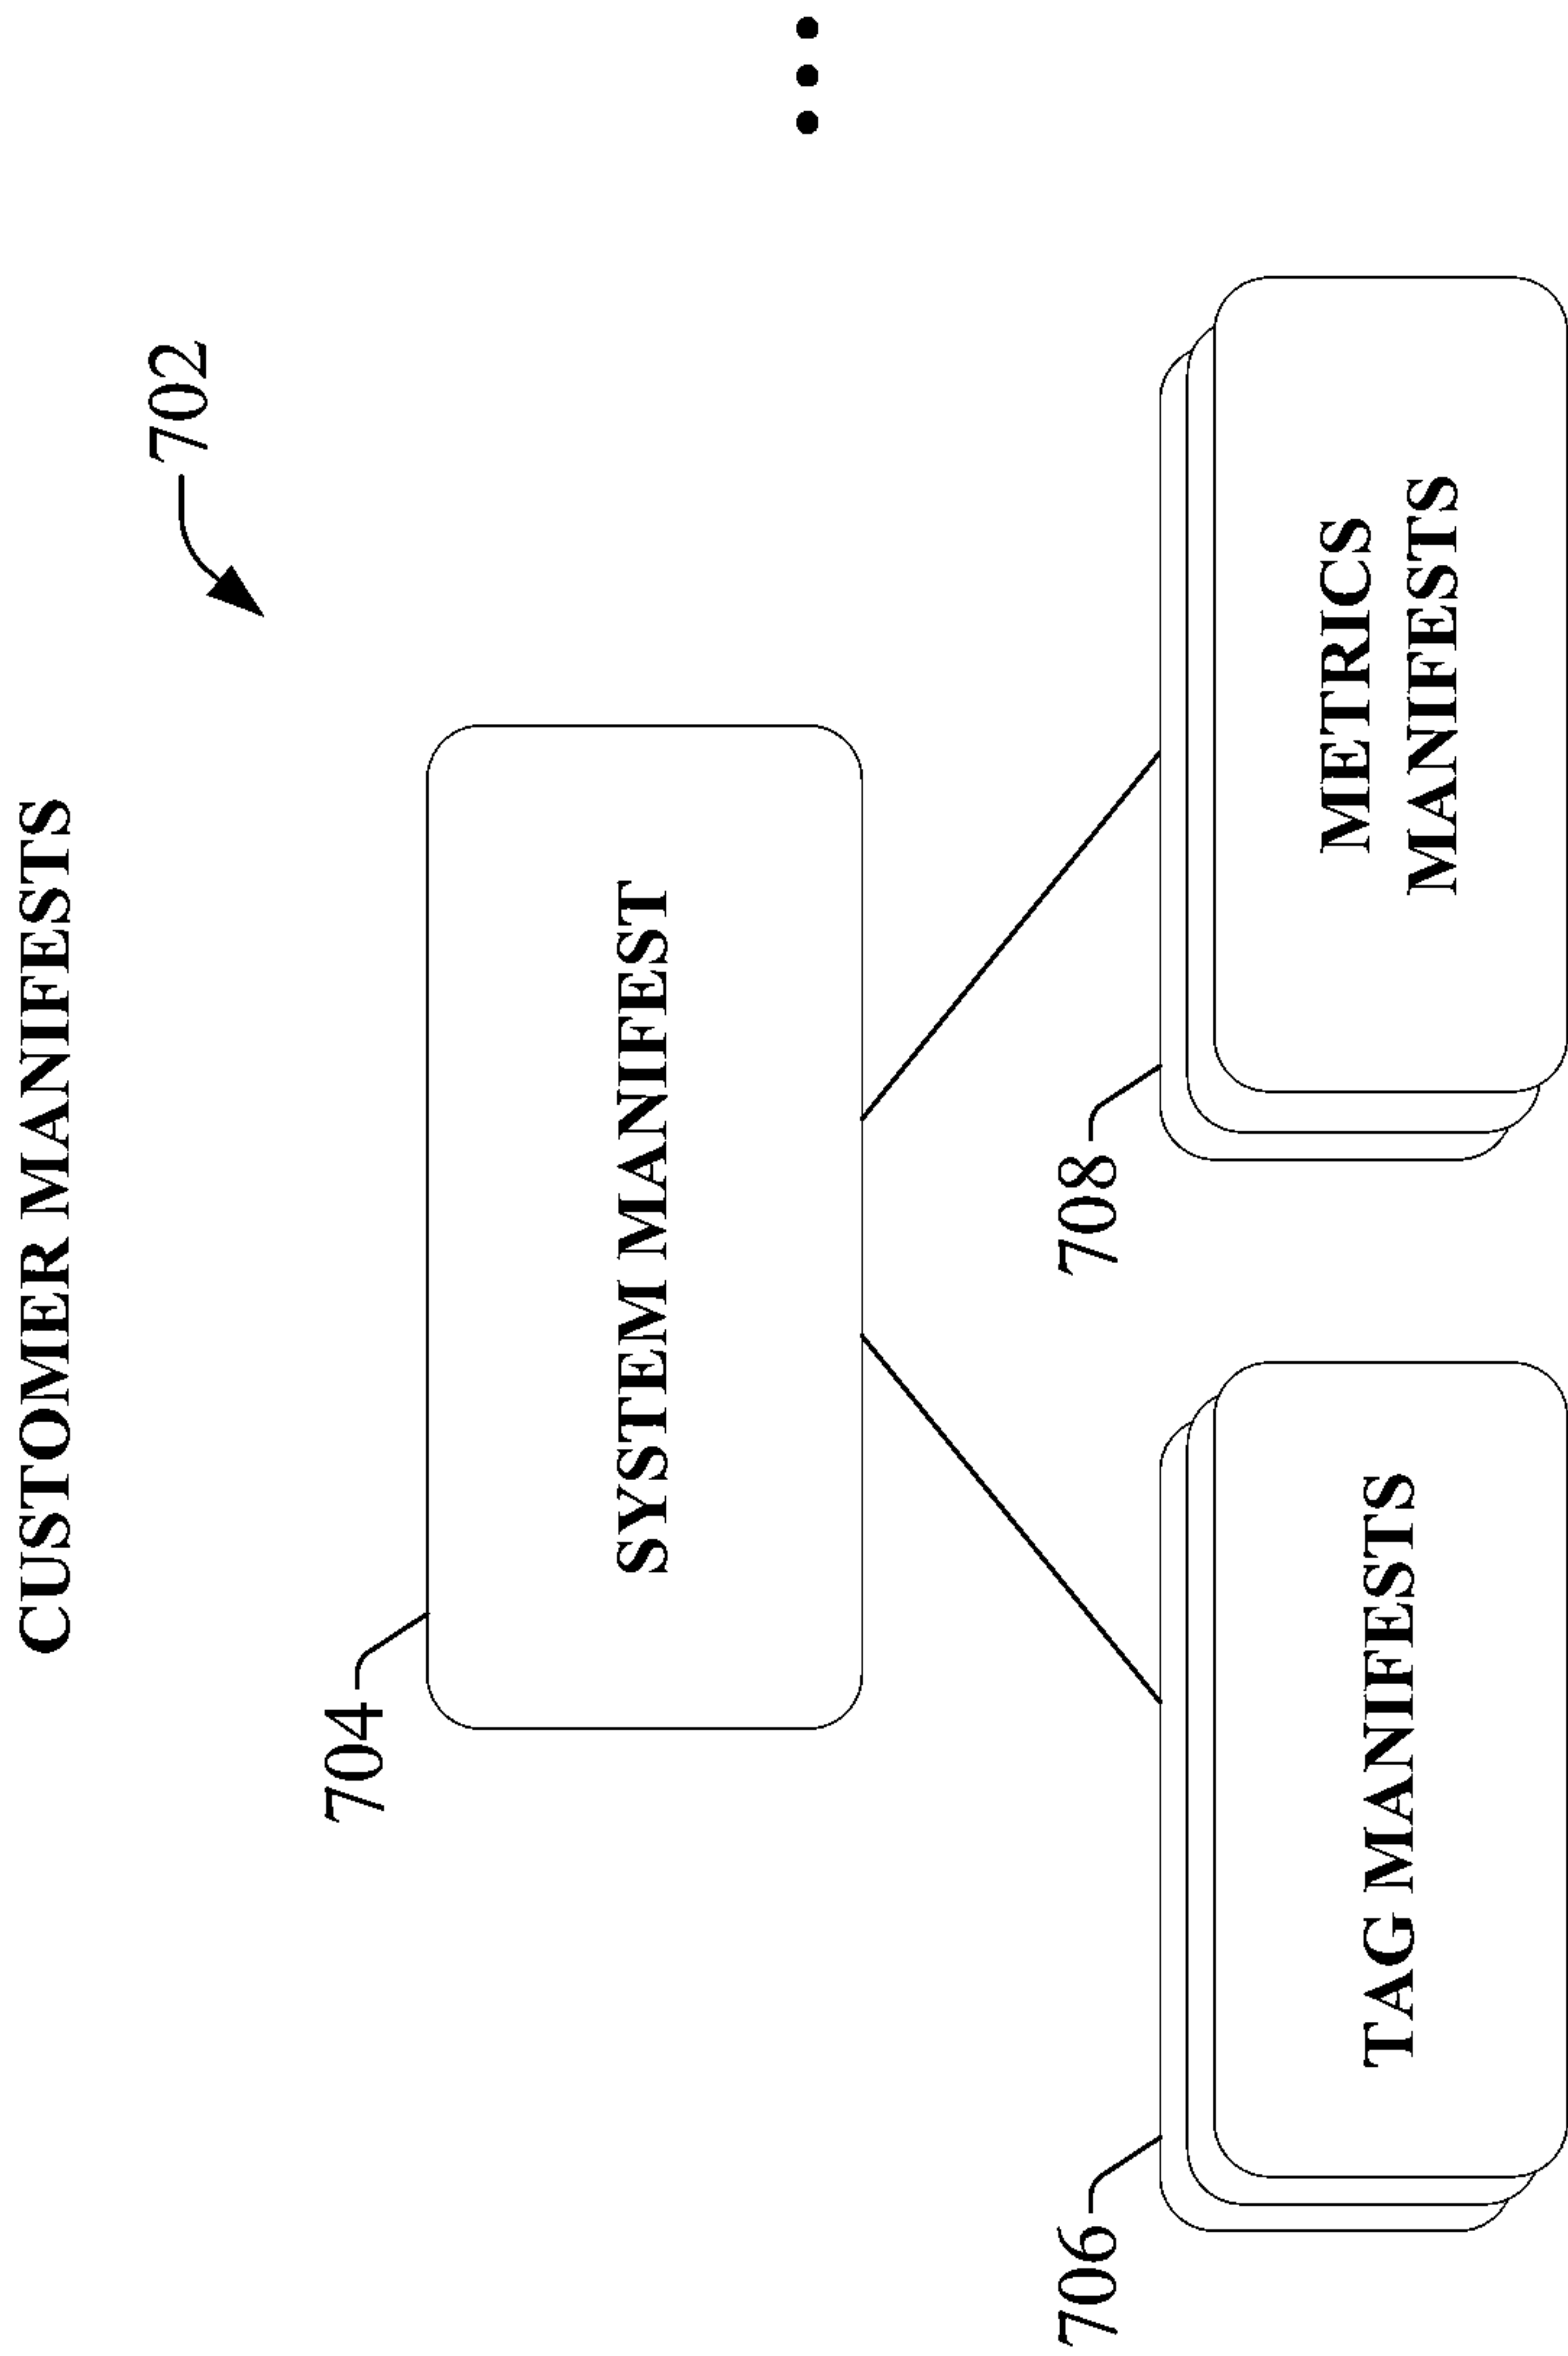 CUSTOMER MANIFESTS
702
704
SYSTEM MANIFEST
706
708
TAG MANIFESTS
METRICS
MANIFESTS